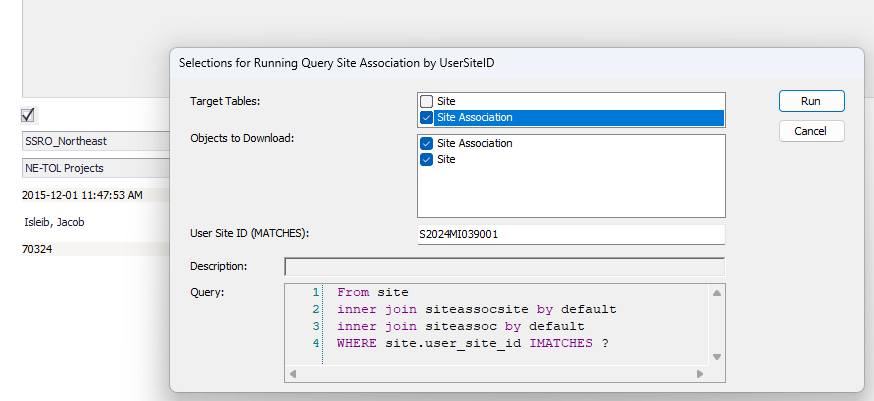 Selections for Running Query Site Association by UserSiteID
Target Tables:
Site
Site Association
Run
Cancel
Objects to Download:
Site Association
Site
User Site ID (MATCHES):
S2024MI039001
Description:
Query:
1 From site
2 inner join siteassocsite by default
3 inner join siteassoc by default
4 WHERE site.user_site_id IMATCHES ?
SSRO_Northeast
NE-TOL Projects
2015-12-01 11:47:53 AM
Isleib, Jacob
70324